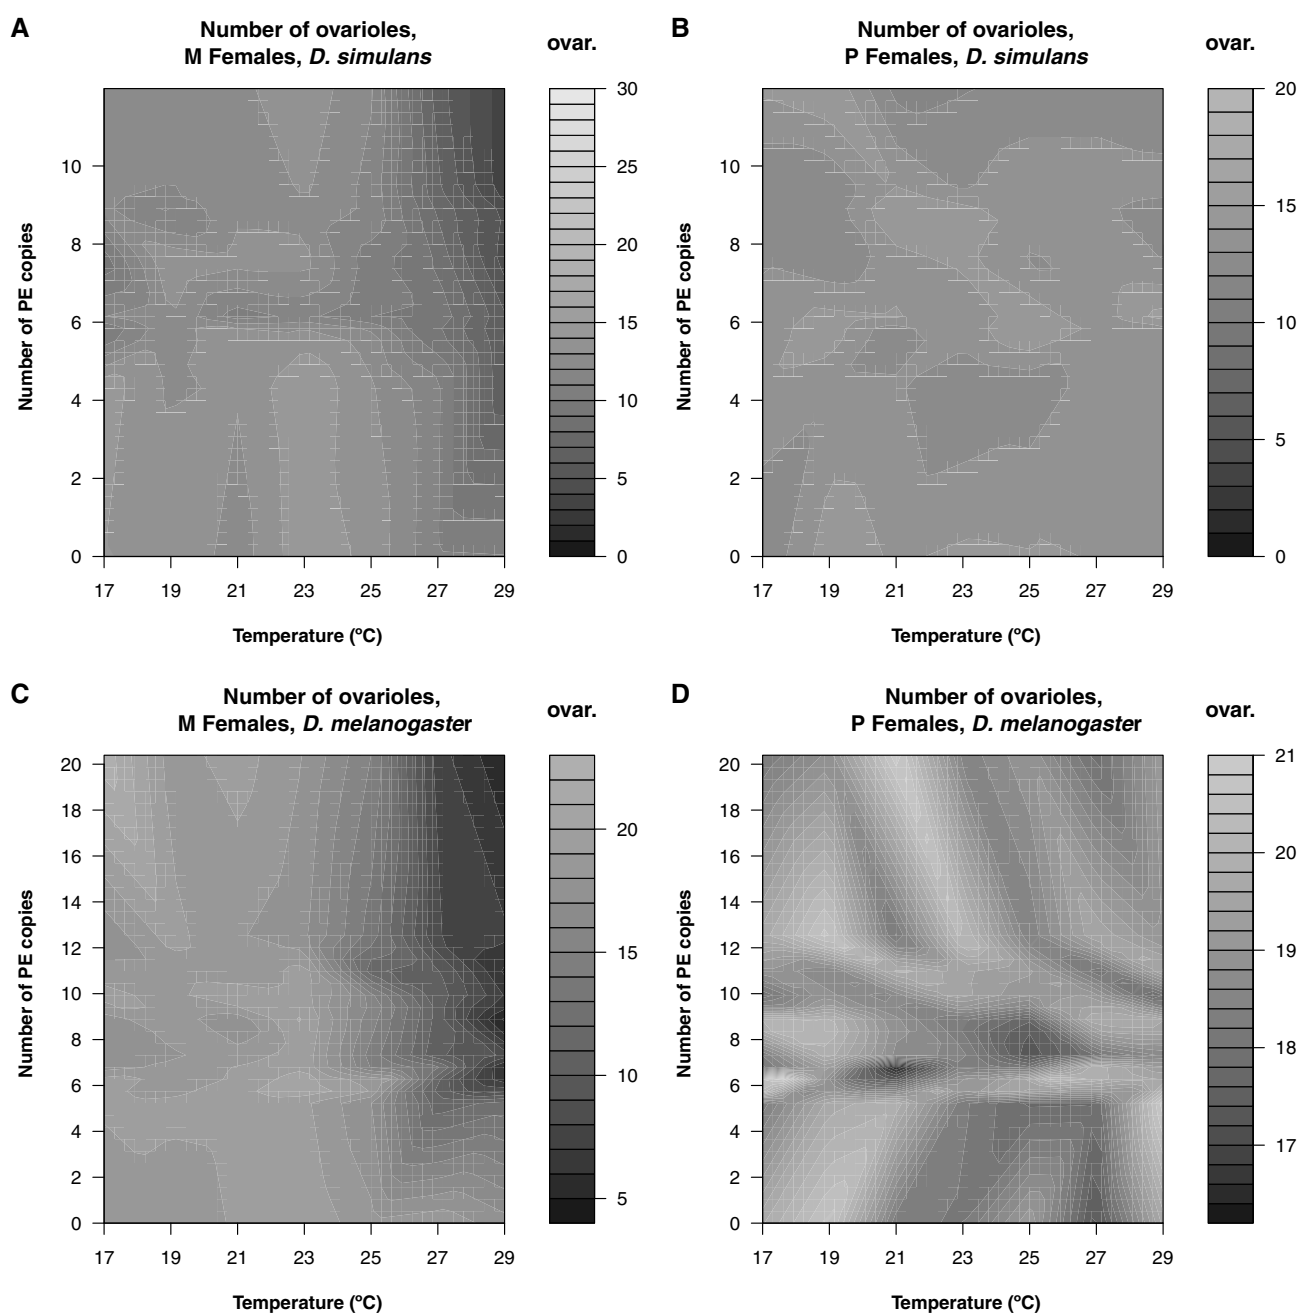 A
Number of ovarioles,
M Females, D. simulans
ovar.
30
25
20
15
10
5
0
10
8
6
4
2
0
Number of PE copies
17 19 21 23 25 27 29
Temperature (ºC)
B
Number of ovarioles,
P Females, D. simulans
ovar.
20
15
10
5
0
10
8
6
4
2
0
Number of PE copies
17 19 21 23 25 27 29
Temperature (ºC)
C
Number of ovarioles,
M Females, D. melanogaster
ovar.
20
15
10
5
20
18
16
14
12
10
8
6
4
2
0
Number of PE copies
17 19 21 23 25 27 29
Temperature (ºC)
D
Number of ovarioles,
P Females, D. melanogaster
ovar.
21
20
19
18
17
20
18
16
14
12
10
8
6
4
2
0
Number of PE copies
17 19 21 23 25 27 29
Temperature (ºC)